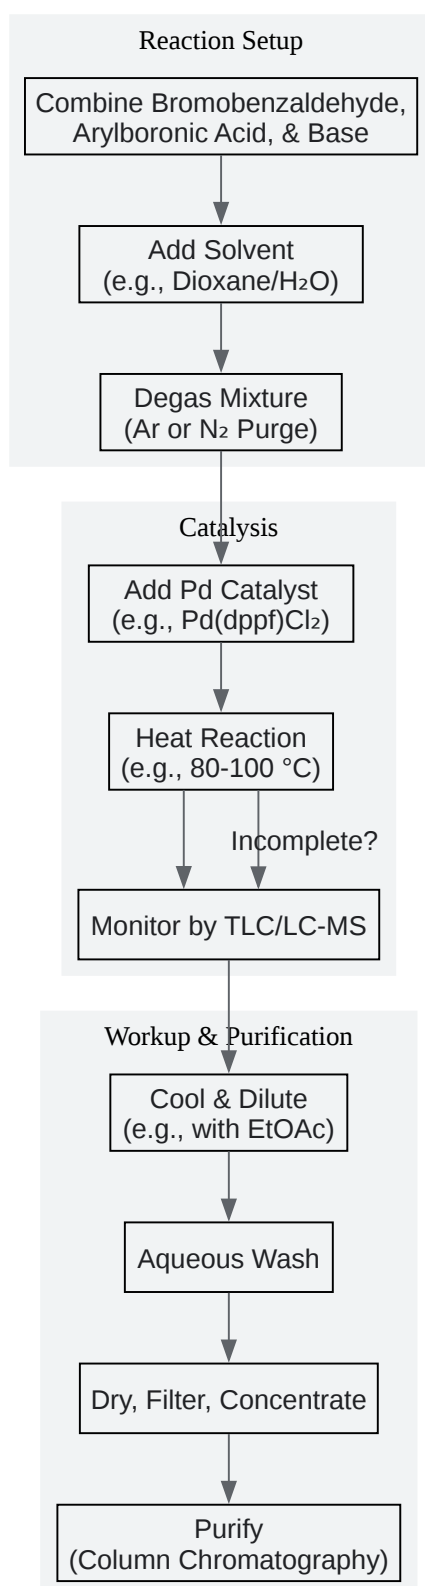 Reaction Setup
Combine Bromobenzaldehyde,
Arylboronic Acid, & Base
Add Solvent
(e.g., Dioxane/H₂O)
Degas Mixture
(Ar or N₂ Purge)
Catalysis
Add Pd Catalyst
(e.g., Pd(dppf)Cl₂)
Heat Reaction
(e.g., 80-100 °C)
Incomplete?
Monitor by TLC/LC-MS
Workup & Purification
Cool & Dilute
(e.g., with EtOAc)
Aqueous Wash
Dry, Filter, Concentrate
Purify
(Column Chromatography)